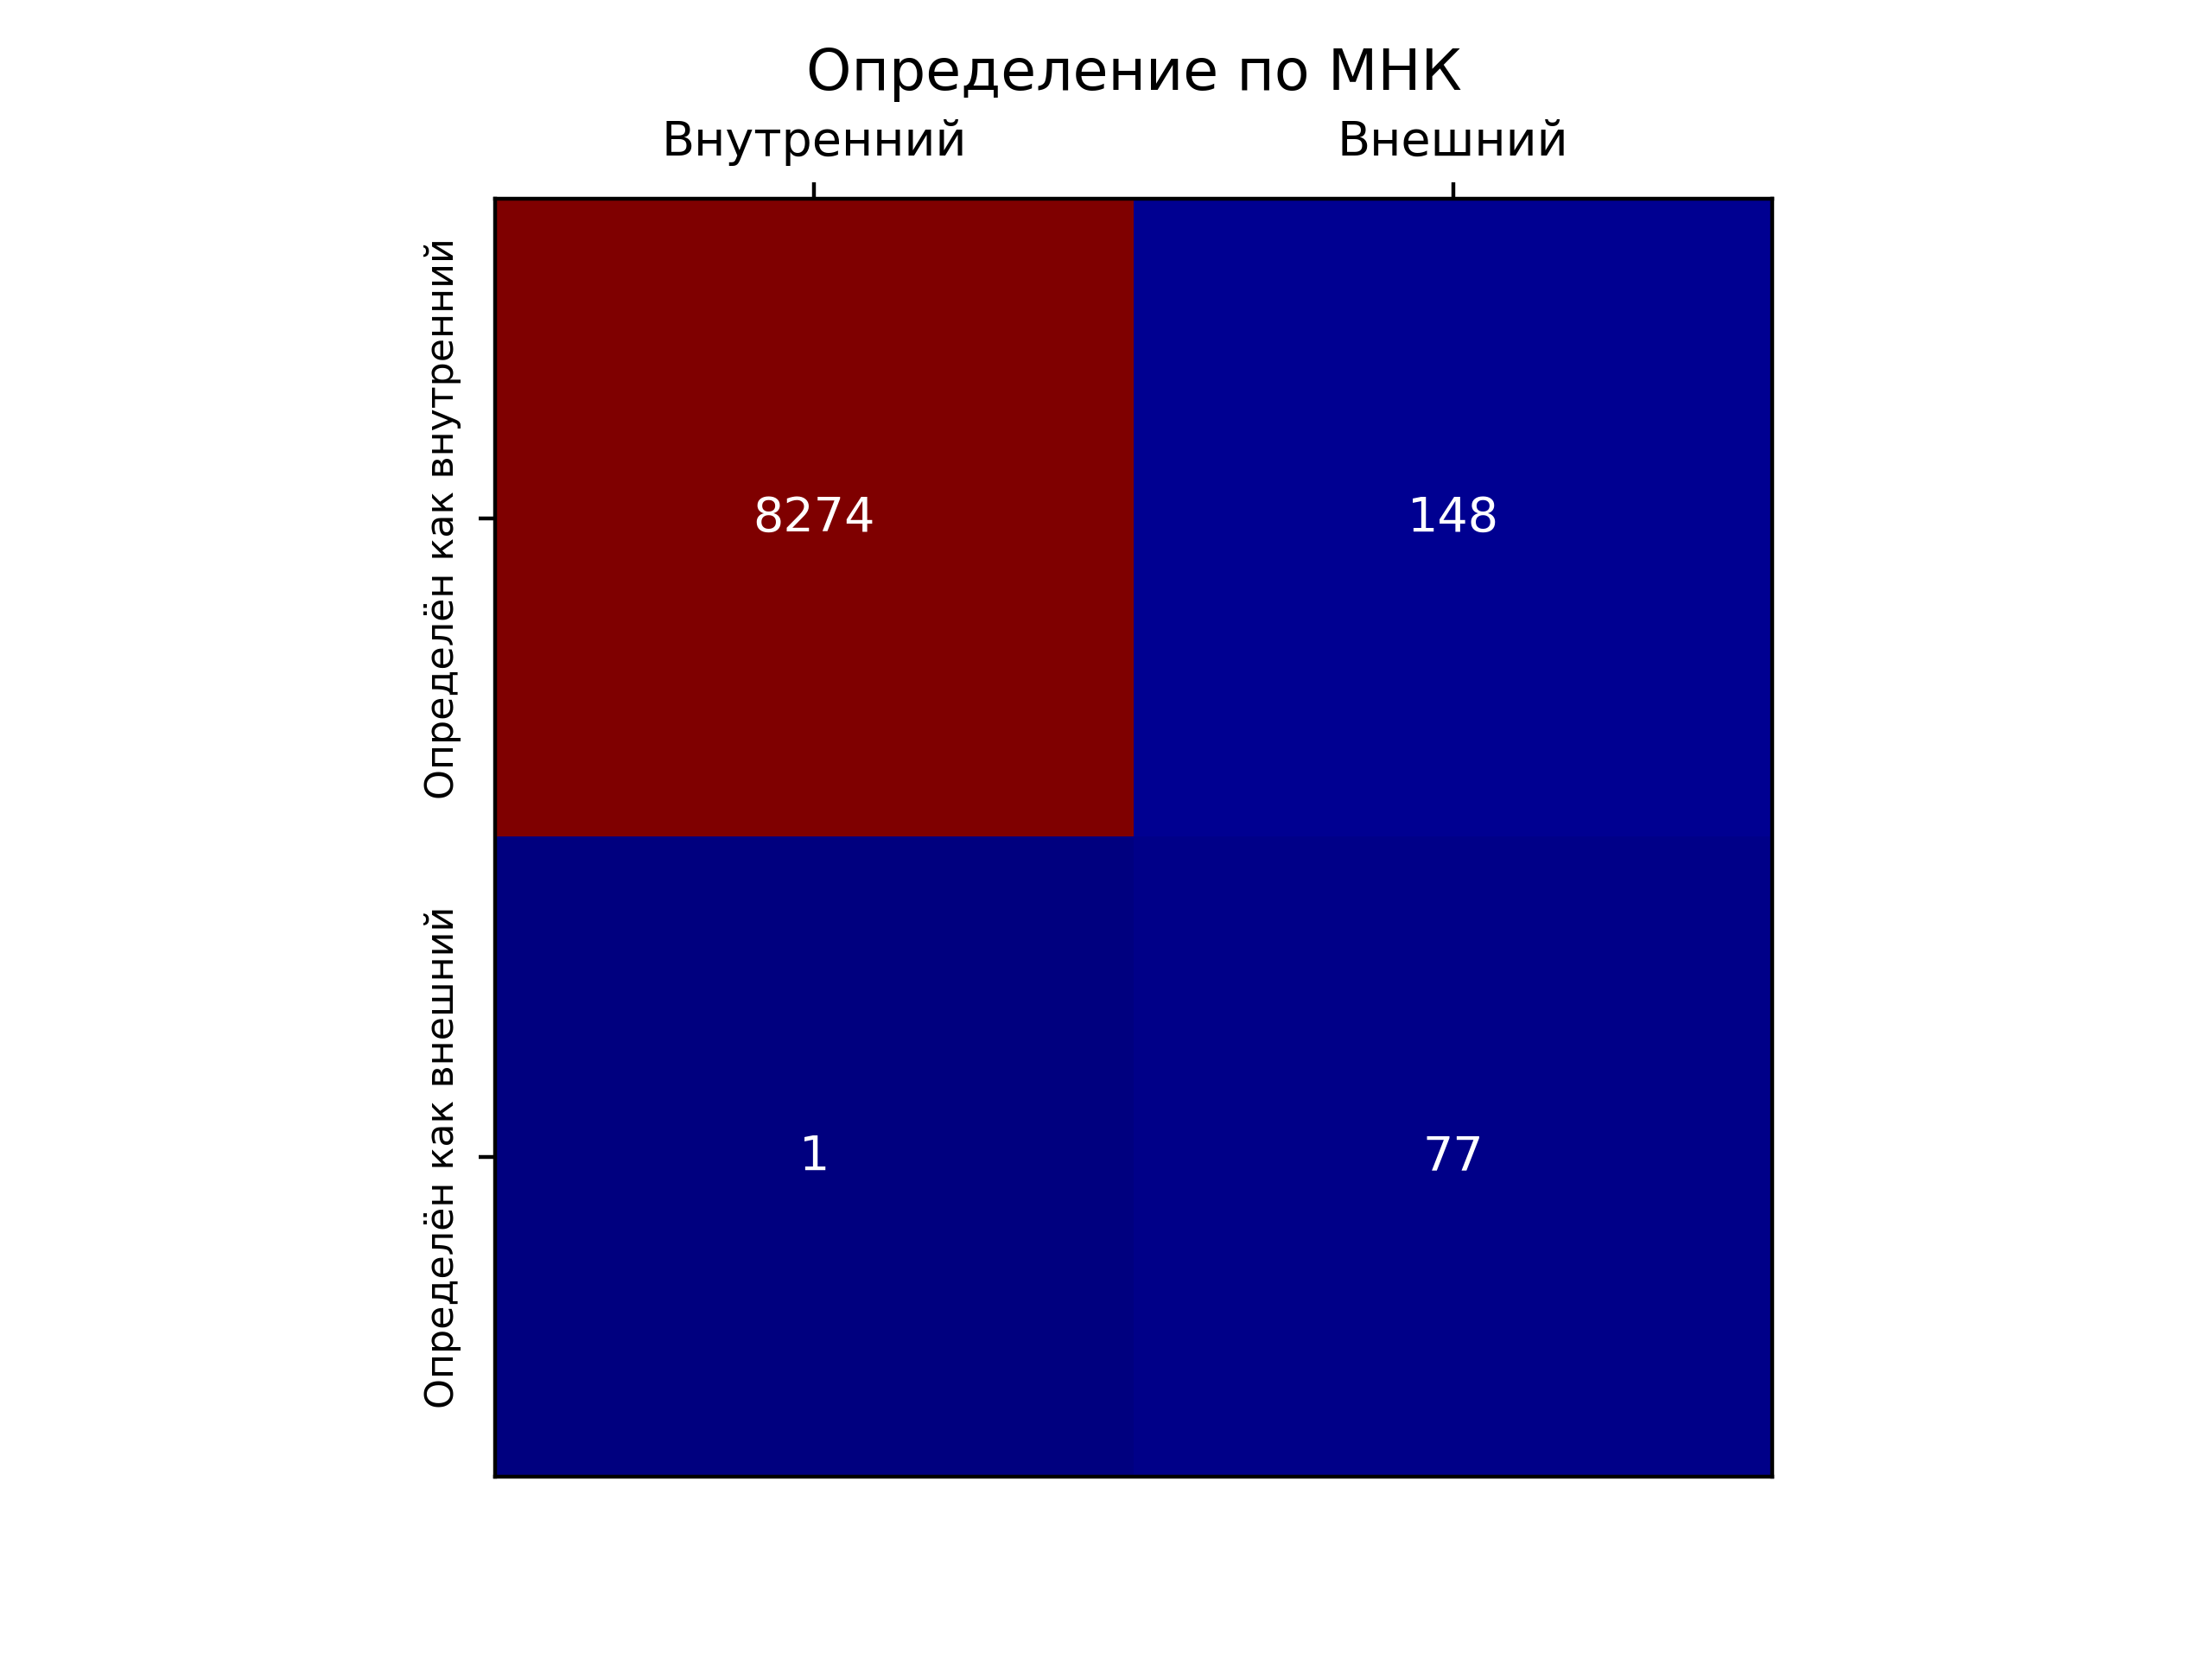 Определение по МНК
Внутренний
Внешний
Определён как внутренний
8274
148
Определён как внешний
1
77